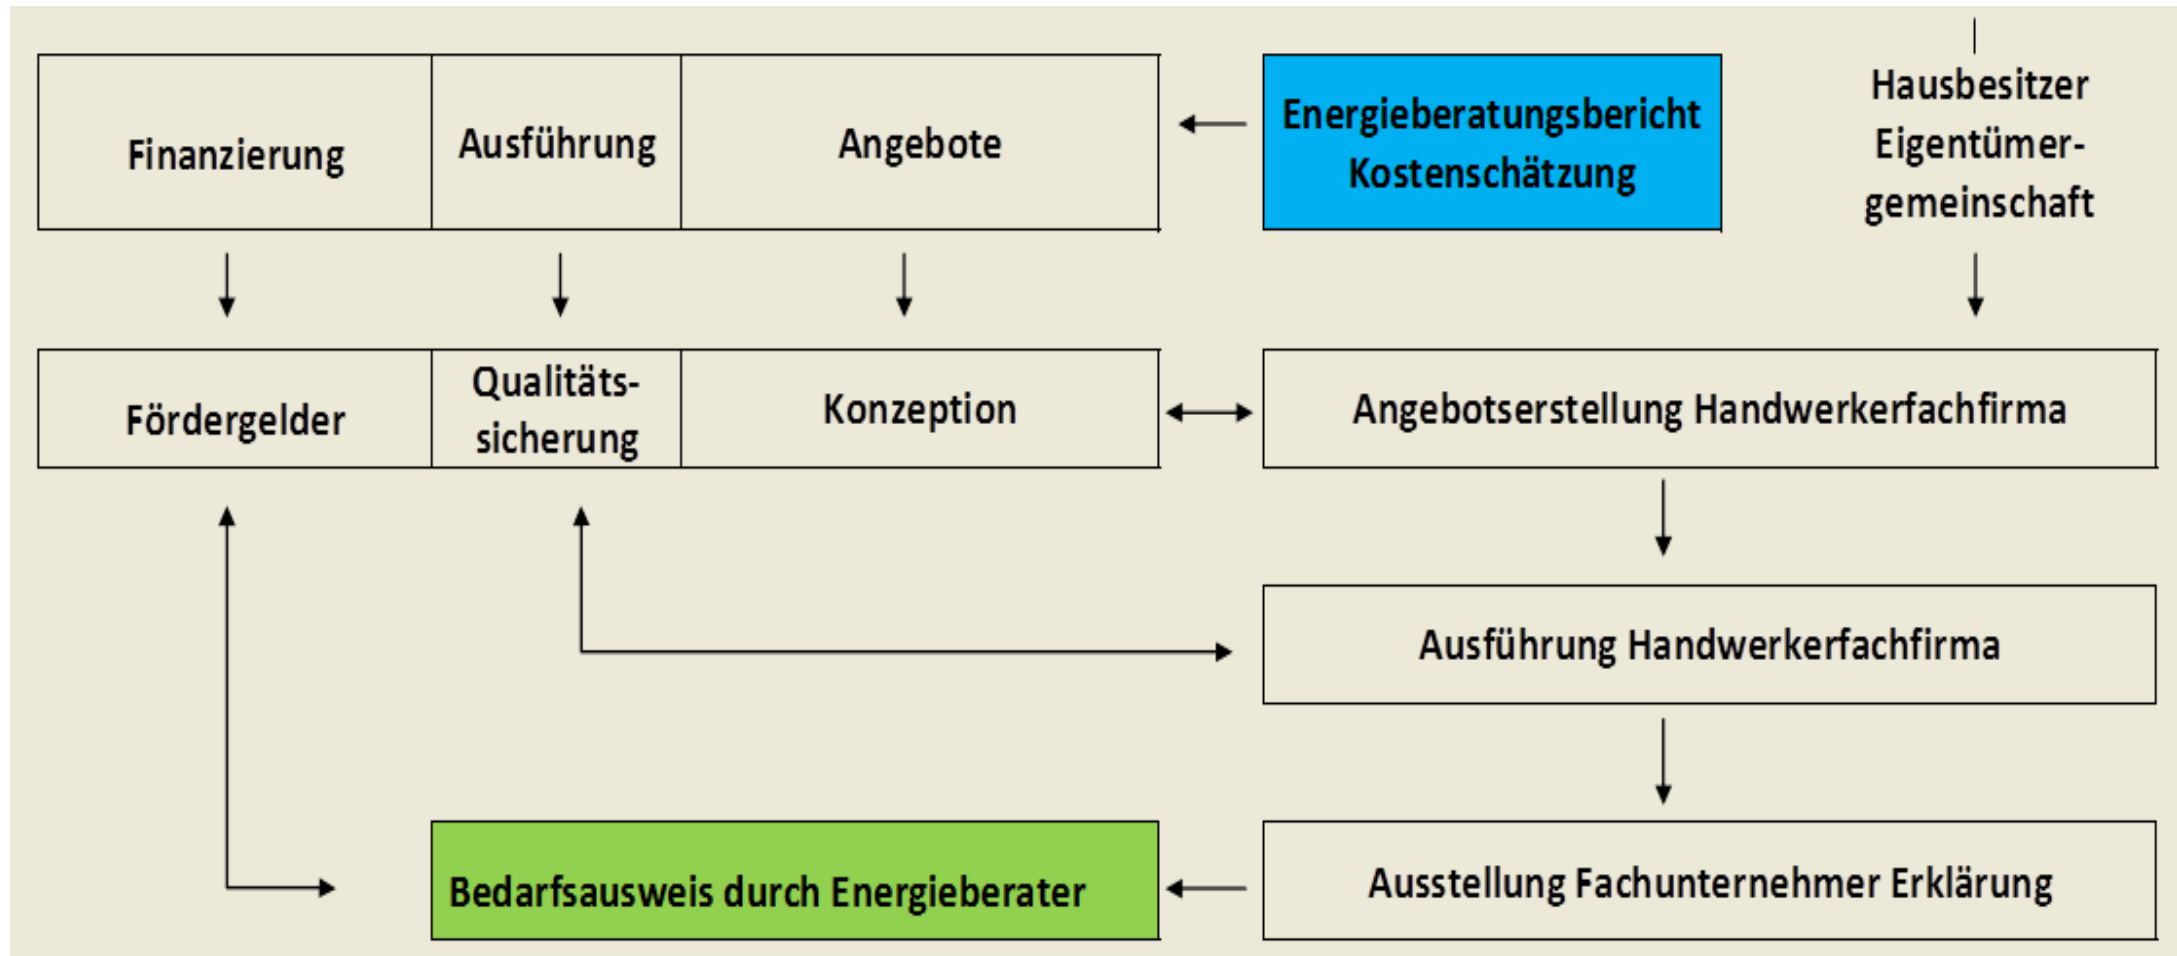 Finanzierung
Ausführung
Angebote
Energieberatungsbericht
Kostenschätzung
Hausbesitzer
Eigentümer-
gemeinschaft
Fördergelder
Qualitäts-
sicherung
Konzeption
Angebotserstellung Handwerkerfachfirma
Ausführung Handwerkerfachfirma
Bedarfsausweis durch Energieberater
Ausstellung Fachunternehmer Erklärung